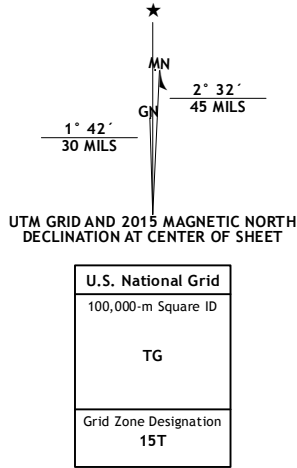 ★
MN
GN
2° 32´
45 MILS
1° 42´
30 MILS
UTM GRID AND 2015 MAGNETIC NORTH
DECLINATION AT CENTER OF SHEET
U.S. National Grid
100,000-m Square ID
TG
Grid Zone Designation
15T